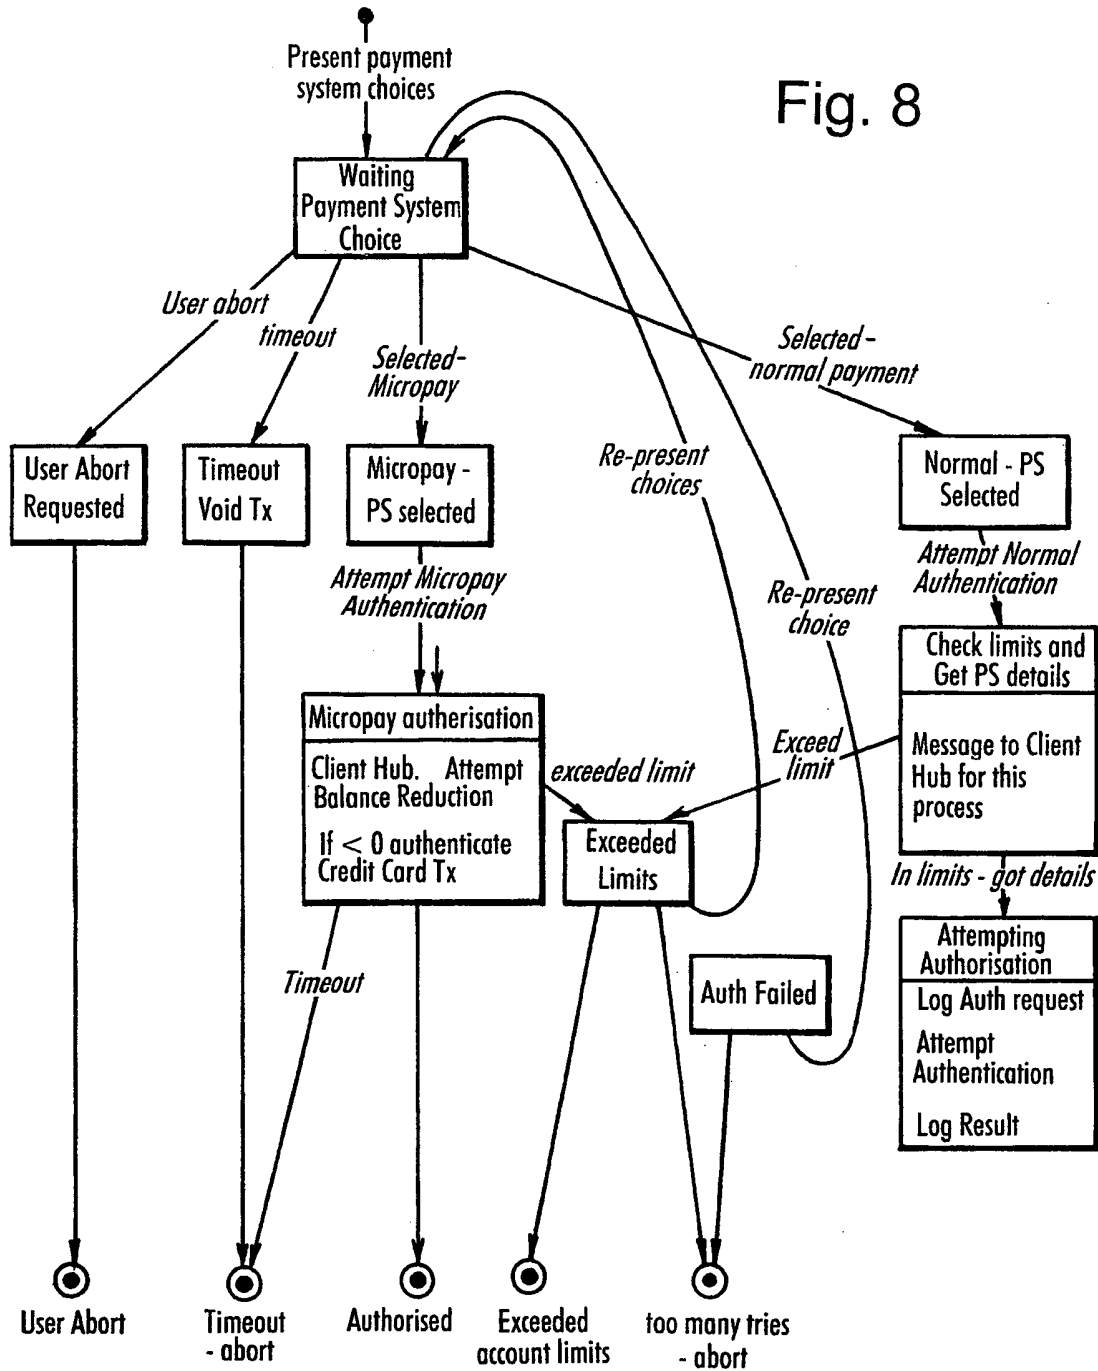 Present payment
system choices
Fig. 8
Waiting
Payment System
Choice
User abort
timeout
Selected-
Micropay
Selected-
normal payment
User Abort
Requested
Timeout
Void Tx
Micropay -
PS selected
Re-present
choices
Normal - PS
Selected
Attempt Micropay
Authentication
Attempt Normal
Authentication
Re-present
choice
Check limits and
Get PS details
Message to Client
Hub for this
process
Micropay autherisation
Client Hub. Attempt
Balance Reduction
If < 0 authenticate
Credit Card Tx
exceeded limit
Exceed
limit
Exceeded
Limits
In limits - got details
Timeout
Auth Failed
Attempting
Authorisation
Log Auth request
Attempt
Authentication
Log Result
User Abort
Timeout
- abort
Authorised
Exceeded
account limits
too many tries
- abort